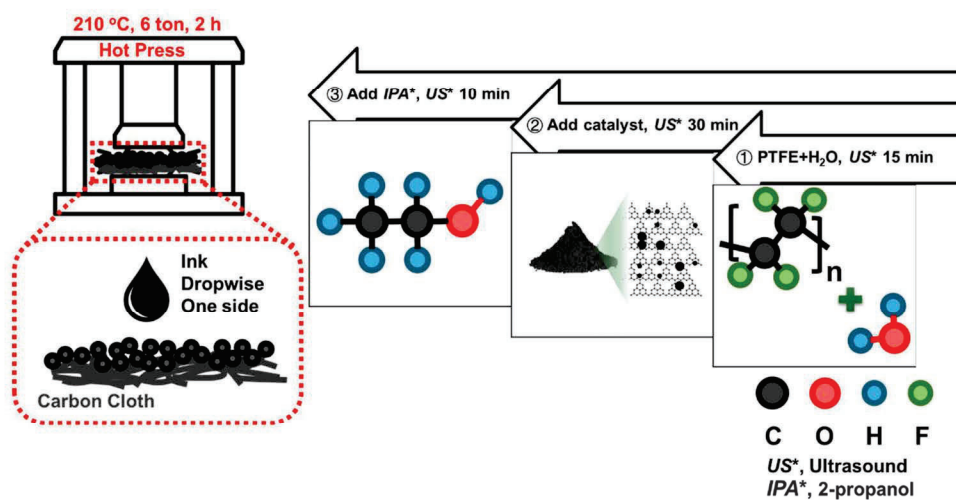 210 ºC, 6 ton, 2 h
Hot Press
③ Add IPA*, US* 10 min
② Add catalyst, US* 30 min
① PTFE+H₂O, US* 15 min
n
Ink
Dropwise
One side
Carbon Cloth
C O H F
US*, Ultrasound
IPA*, 2-propanol